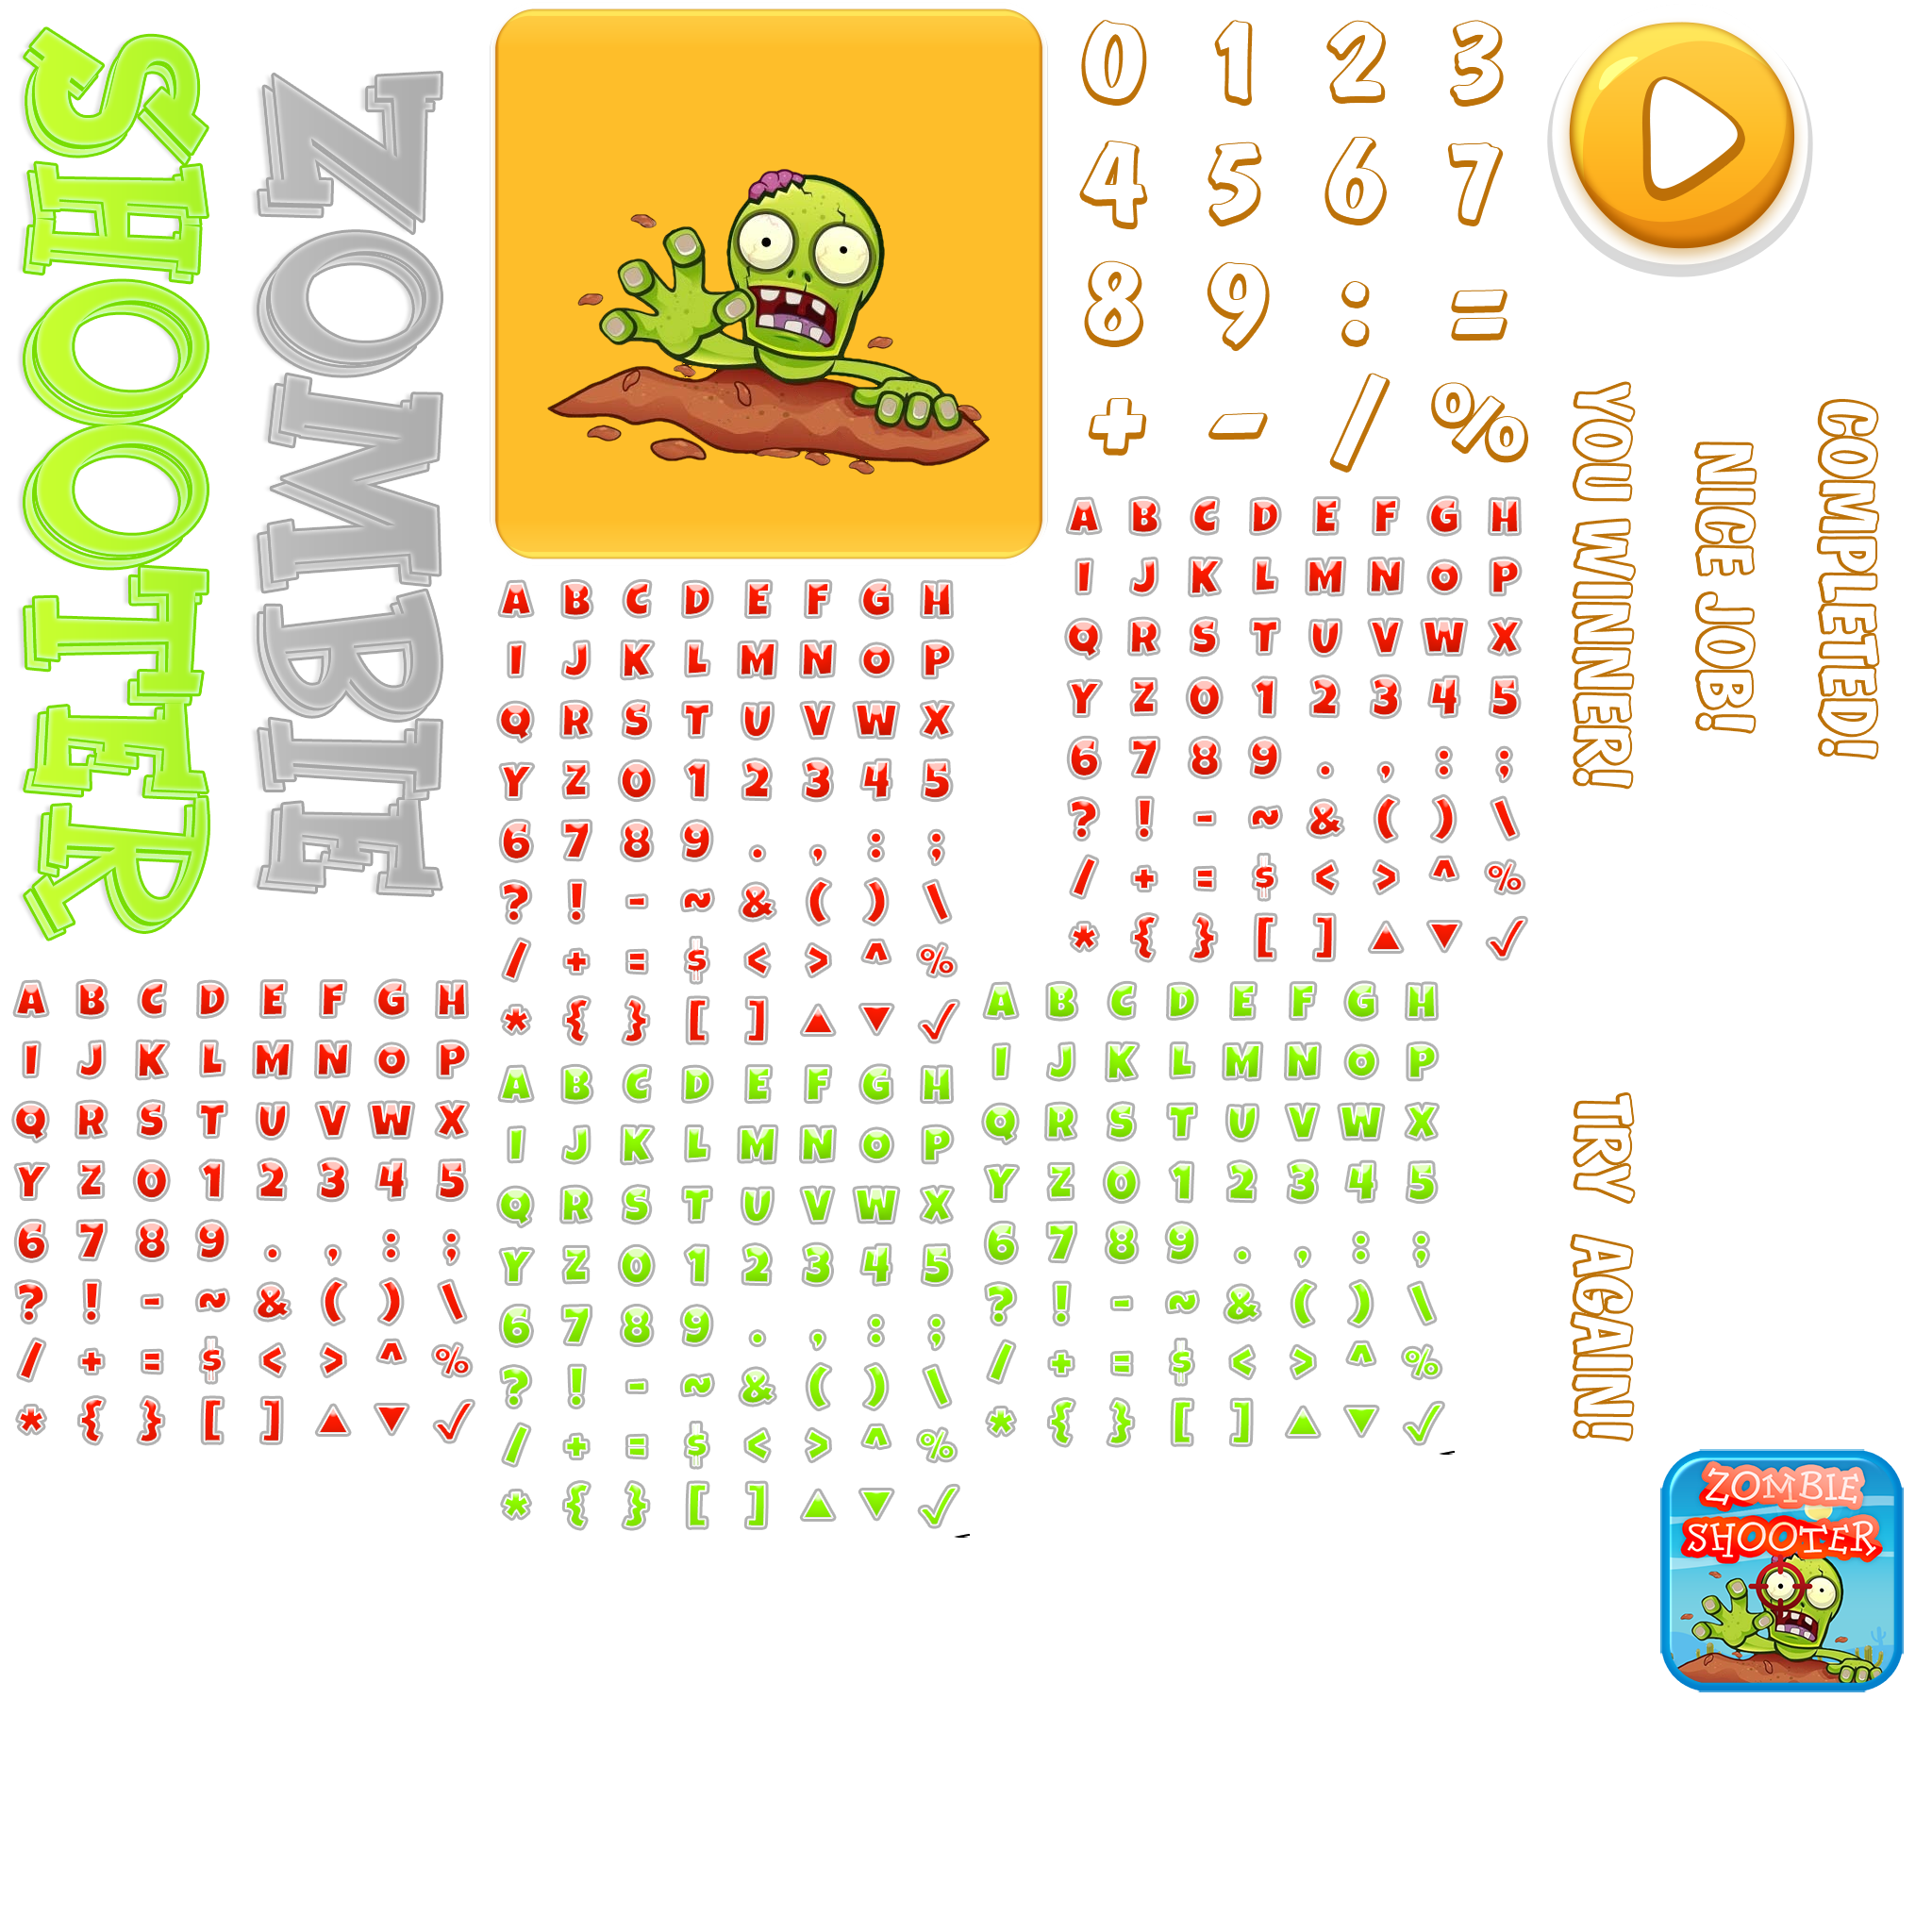 SHOOTER
ZOMBIE
0 1 2 3
4 5 6 7
8 9 : =
+ - / %
YOU WINNER!
NICE JOB!
COMPLETED!
A B C D E F G H
I J K L M N O P
Q R S T U V W X
Y Z 0 1 2 3 4 5
6 7 8 9 . , : ;
? ! - ~ & ( ) \
/ + = $ < > ^ %
* { } [ ] ▲ ▼ ✓
A B C D E F G H
I J K L M N O P
Q R S T U V W X
Y Z 0 1 2 3 4 5
6 7 8 9 . , : ;
? ! - ~ & ( ) \
/ + = $ < > ^ %
* { } [ ] ▲ ▼ ✓
A B C D E F G H
I J K L M N O P
Q R S T U V W X
Y Z 0 1 2 3 4 5
6 7 8 9 . , : ;
? ! - ~ & ( ) \
/ + = $ < > ^ %
* { } [ ] ▲ ▼ ✓
A B C D E F G H
I J K L M N O P
Q R S T U V W X
Y Z 0 1 2 3 4 5
6 7 8 9 . , : ;
? ! - ~ & ( ) \
/ + = $ < > ^ %
* { } [ ] ▲ ▼ ✓
A B C D E F G H
I J K L M N O P
Q R S T U V W X
Y Z 0 1 2 3 4 5
6 7 8 9 . , : ;
? ! - ~ & ( ) \
/ + = $ < > ^ %
* { } [ ] ▲ ▼ ✓
TRY AGAIN!
ZOMBIE
SHOOTER